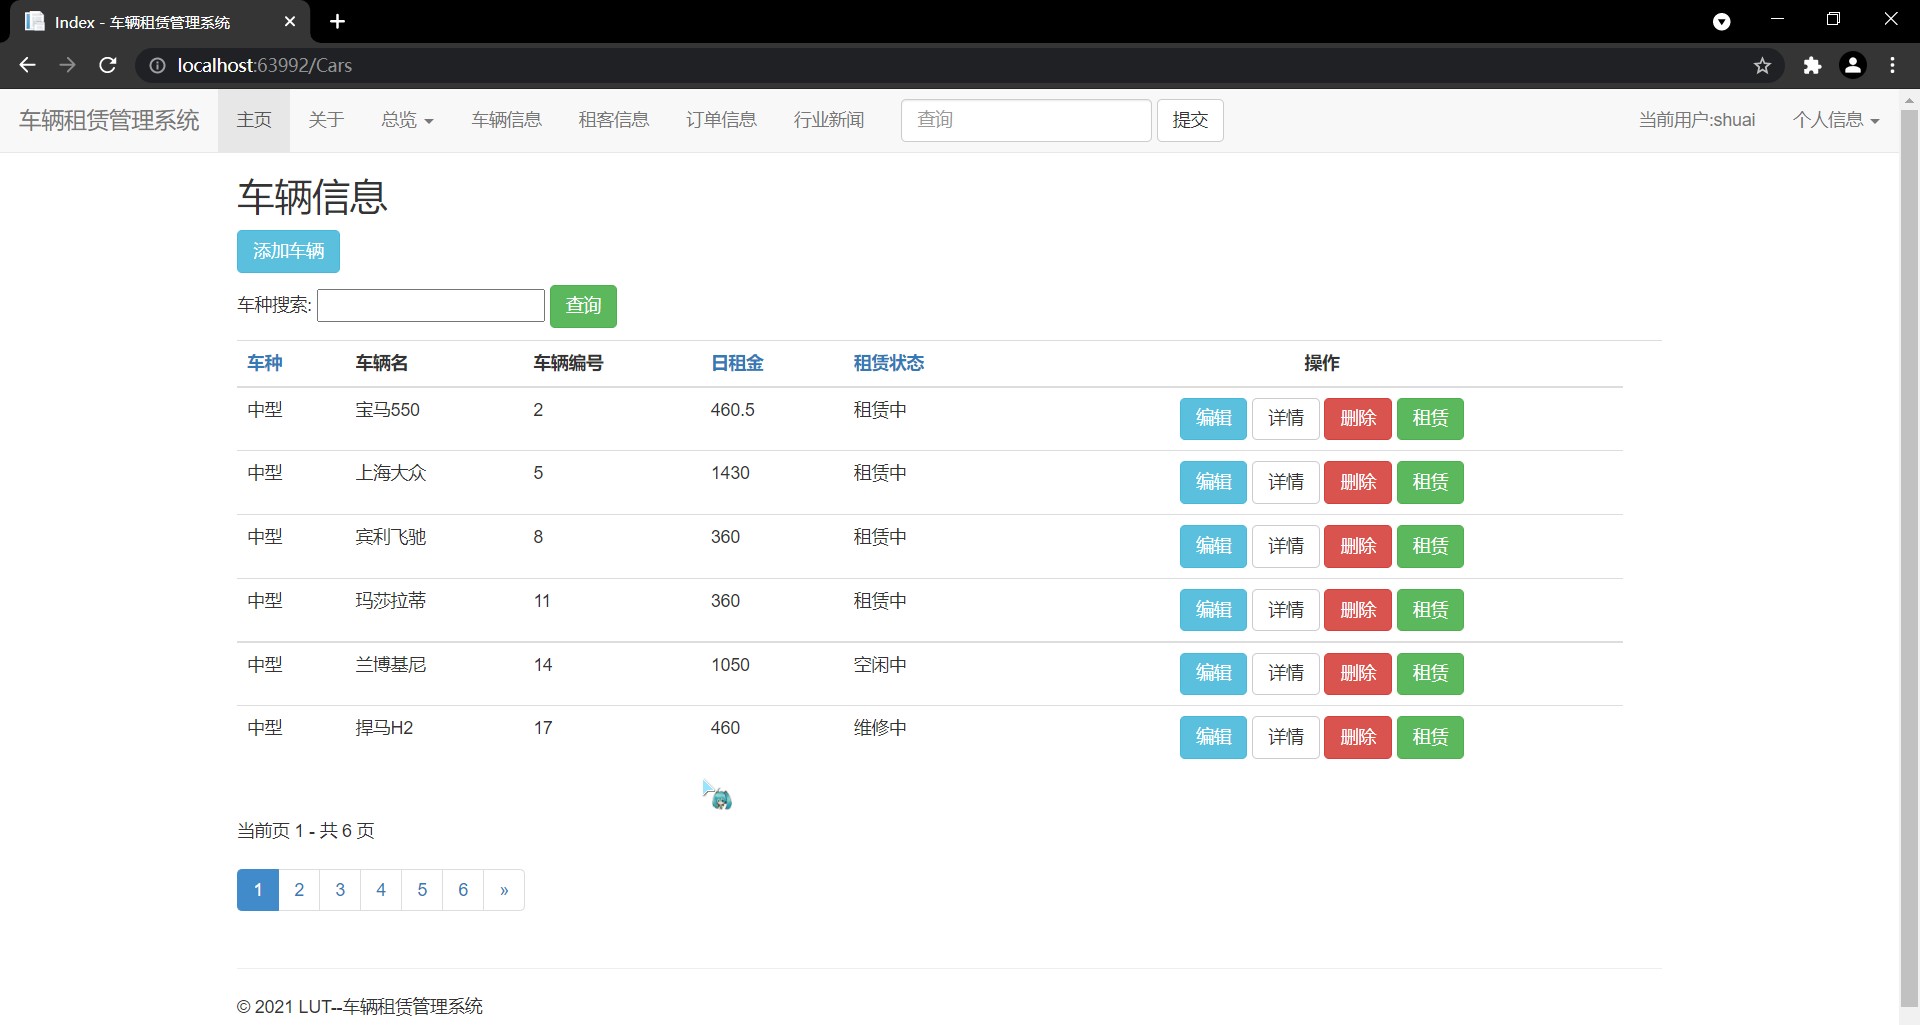 Index - 车辆租赁管理系统
localhost:63992/Cars
车辆租赁管理系统 主页 关于 总览 车辆信息 租客信息 订单信息 行业新闻 查询 提交 当前用户:shuai 个人信息
车辆信息
添加车辆
车种搜索: 查询
车种 车辆名 车辆编号 日租金 租赁状态 操作
中型 宝马550 2 460.5 租赁中 编辑 详情 删除 租赁
中型 上海大众 5 1430 租赁中 编辑 详情 删除 租赁
中型 宾利飞驰 8 360 租赁中 编辑 详情 删除 租赁
中型 玛莎拉蒂 11 360 租赁中 编辑 详情 删除 租赁
中型 兰博基尼 14 1050 空闲中 编辑 详情 删除 租赁
中型 捍马H2 17 460 维修中 编辑 详情 删除 租赁
当前页 1 - 共 6 页
1 2 3 4 5 6 »
© 2021 LUT--车辆租赁管理系统